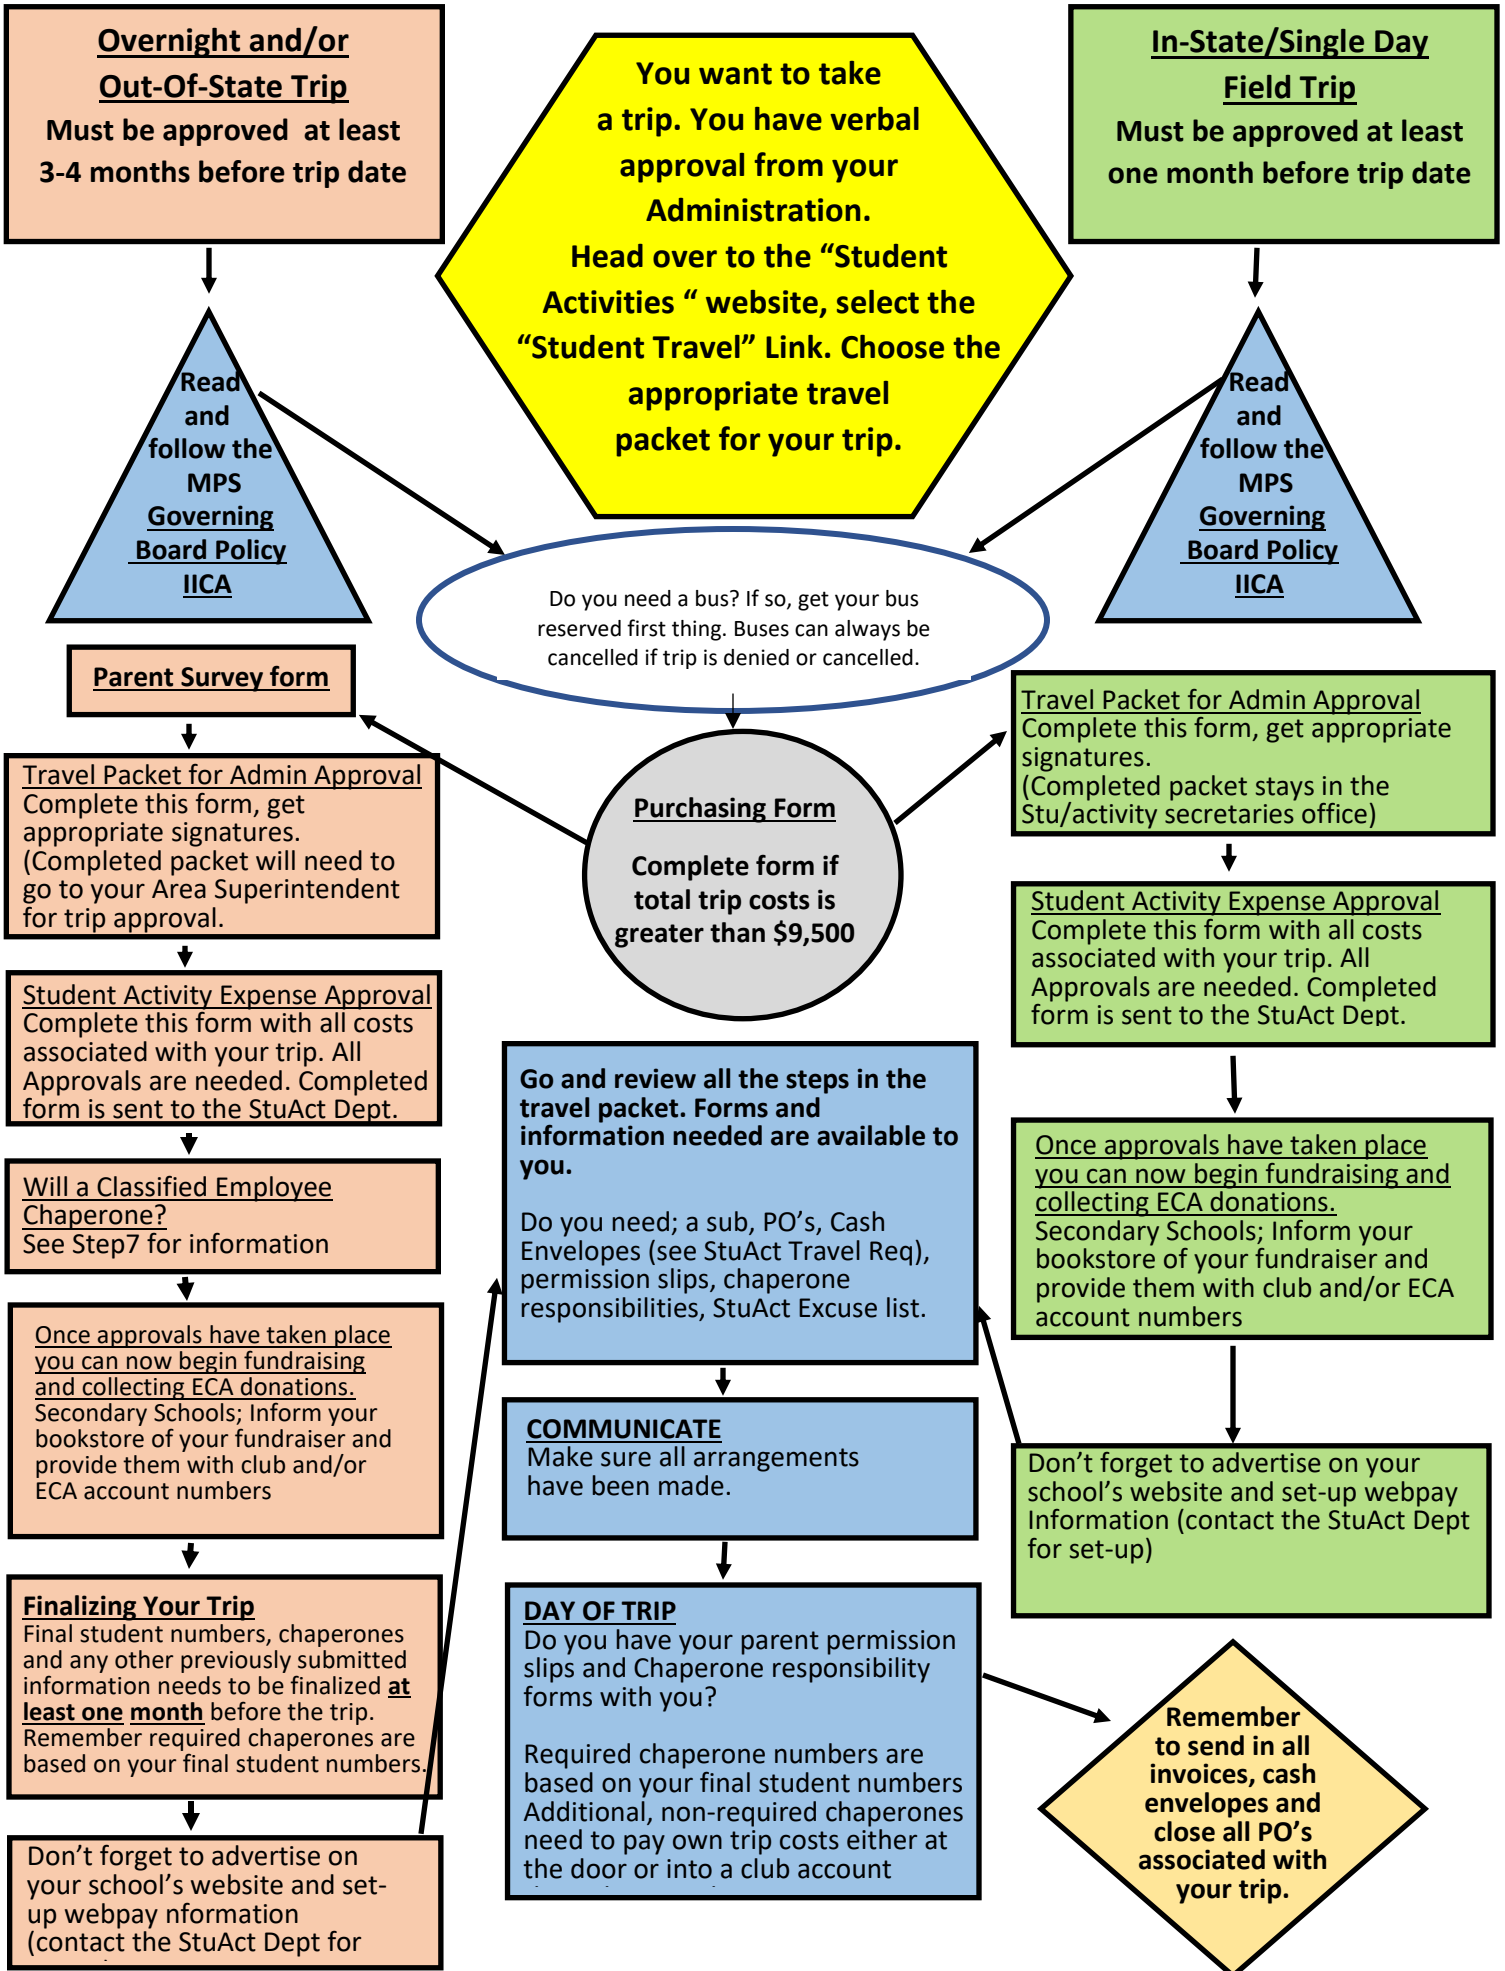 Overnight and/or
Out-Of-State Trip
Must be approved at least
3-4 months before trip date
You want to take
a trip. You have verbal
approval from your
Administration.
Head over to the “Student
Activities “ website, select the
“Student Travel” Link. Choose the
appropriate travel
packet for your trip.
In-State/Single Day
Field Trip
Must be approved at least
one month before trip date
Read
and
follow the
MPS
Governing
Board Policy
IICA
Read
and
follow the
MPS
Governing
Board Policy
IICA
Do you need a bus? If so, get your bus
reserved first thing. Buses can always be
cancelled if trip is denied or cancelled.
Purchasing Form
Complete form if
total trip costs is
greater than $9,500
Parent Survey form
Travel Packet for Admin Approval
Complete this form, get
appropriate signatures.
(Completed packet will need to
go to your Area Superintendent
for trip approval.
Student Activity Expense Approval
Complete this form with all costs
associated with your trip. All
Approvals are needed. Completed
form is sent to the StuAct Dept.
Will a Classified Employee
Chaperone?
See Step7 for information
Once approvals have taken place
you can now begin fundraising
and collecting ECA donations.
Secondary Schools; Inform your
bookstore of your fundraiser and
provide them with club and/or
ECA account numbers
Finalizing Your Trip
Final student numbers, chaperones
and any other previously submitted
information needs to be finalized at
least one month before the trip.
Remember required chaperones are
based on your final student numbers.
Don’t forget to advertise on
your school’s website and set-
up webpay nformation
(contact the StuAct Dept for
Travel Packet for Admin Approval
Complete this form, get appropriate
signatures.
(Completed packet stays in the
Stu/activity secretaries office)
Student Activity Expense Approval
Complete this form with all costs
associated with your trip. All
Approvals are needed. Completed
form is sent to the StuAct Dept.
Once approvals have taken place
you can now begin fundraising and
collecting ECA donations.
Secondary Schools; Inform your
bookstore of your fundraiser and
provide them with club and/or ECA
account numbers
Don’t forget to advertise on your
school’s website and set-up webpay
Information (contact the StuAct Dept
for set-up)
Go and review all the steps in the
travel packet. Forms and
information needed are available to
you.
Do you need; a sub, PO’s, Cash
Envelopes (see StuAct Travel Req),
permission slips, chaperone
responsibilities, StuAct Excuse list.
COMMUNICATE
Make sure all arrangements
have been made.
DAY OF TRIP
Do you have your parent permission
slips and Chaperone responsibility
forms with you?
Required chaperone numbers are
based on your final student numbers
Additional, non-required chaperones
need to pay own trip costs either at
the door or into a club account
Remember
to send in all
invoices, cash
envelopes and
close all PO’s
associated with
your trip.